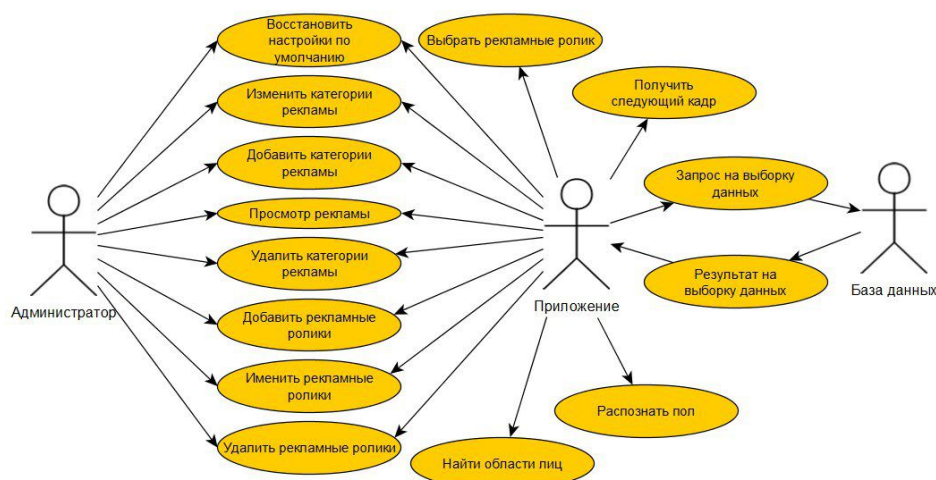 Восстановить
настройки по
умолчанию
Выбрать рекламные ролик
Изменить категории
рекламы
Получить
следующий кадр
Добавить категории
рекламы
Запрос на выборку
данных
Просмотр рекламы
Удалить категории
рекламы
Результат на
выборку данных
Администратор
Приложение
База данных
Добавить рекламные
ролики
Именить рекламные
ролики
Распознать пол
Удалить рекламные ролики
Найти области лиц